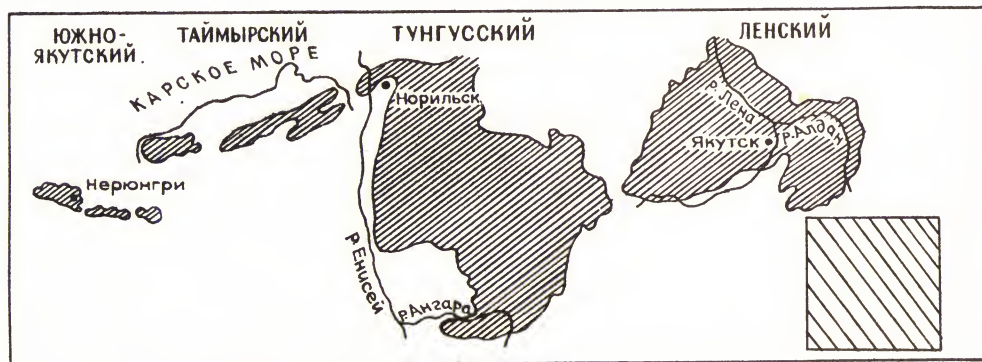 ЮЖНО-
ЯКУТСКИЙ.
ТАЙМЫРСКИЙ
ТУНГУССКИЙ
ЛЕНСКИЙ
КАРСКОЕ МОРЕ
Норильск
р.Лена
Якутск
р.Алдан
Нерюнгри
р.Енисей
р.Ангара